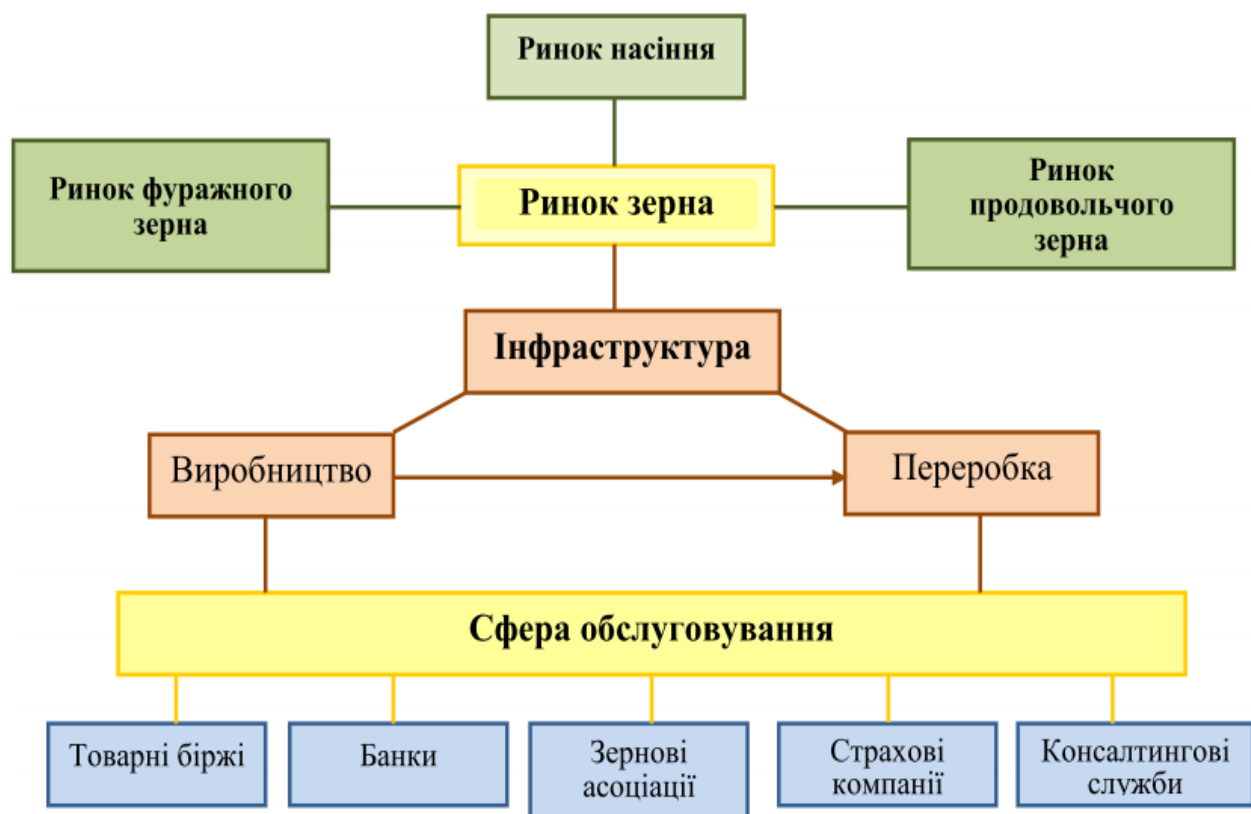 Ринок насіння
Ринок фуражного
зерна
Ринок зерна
Ринок
продовольчого
зерна
Інфраструктура
Виробництво
Переробка
Сфера обслуговування
Товарні біржі
Банки
Зернові
асоціації
Страхові
компанії
Консалтингові
служби